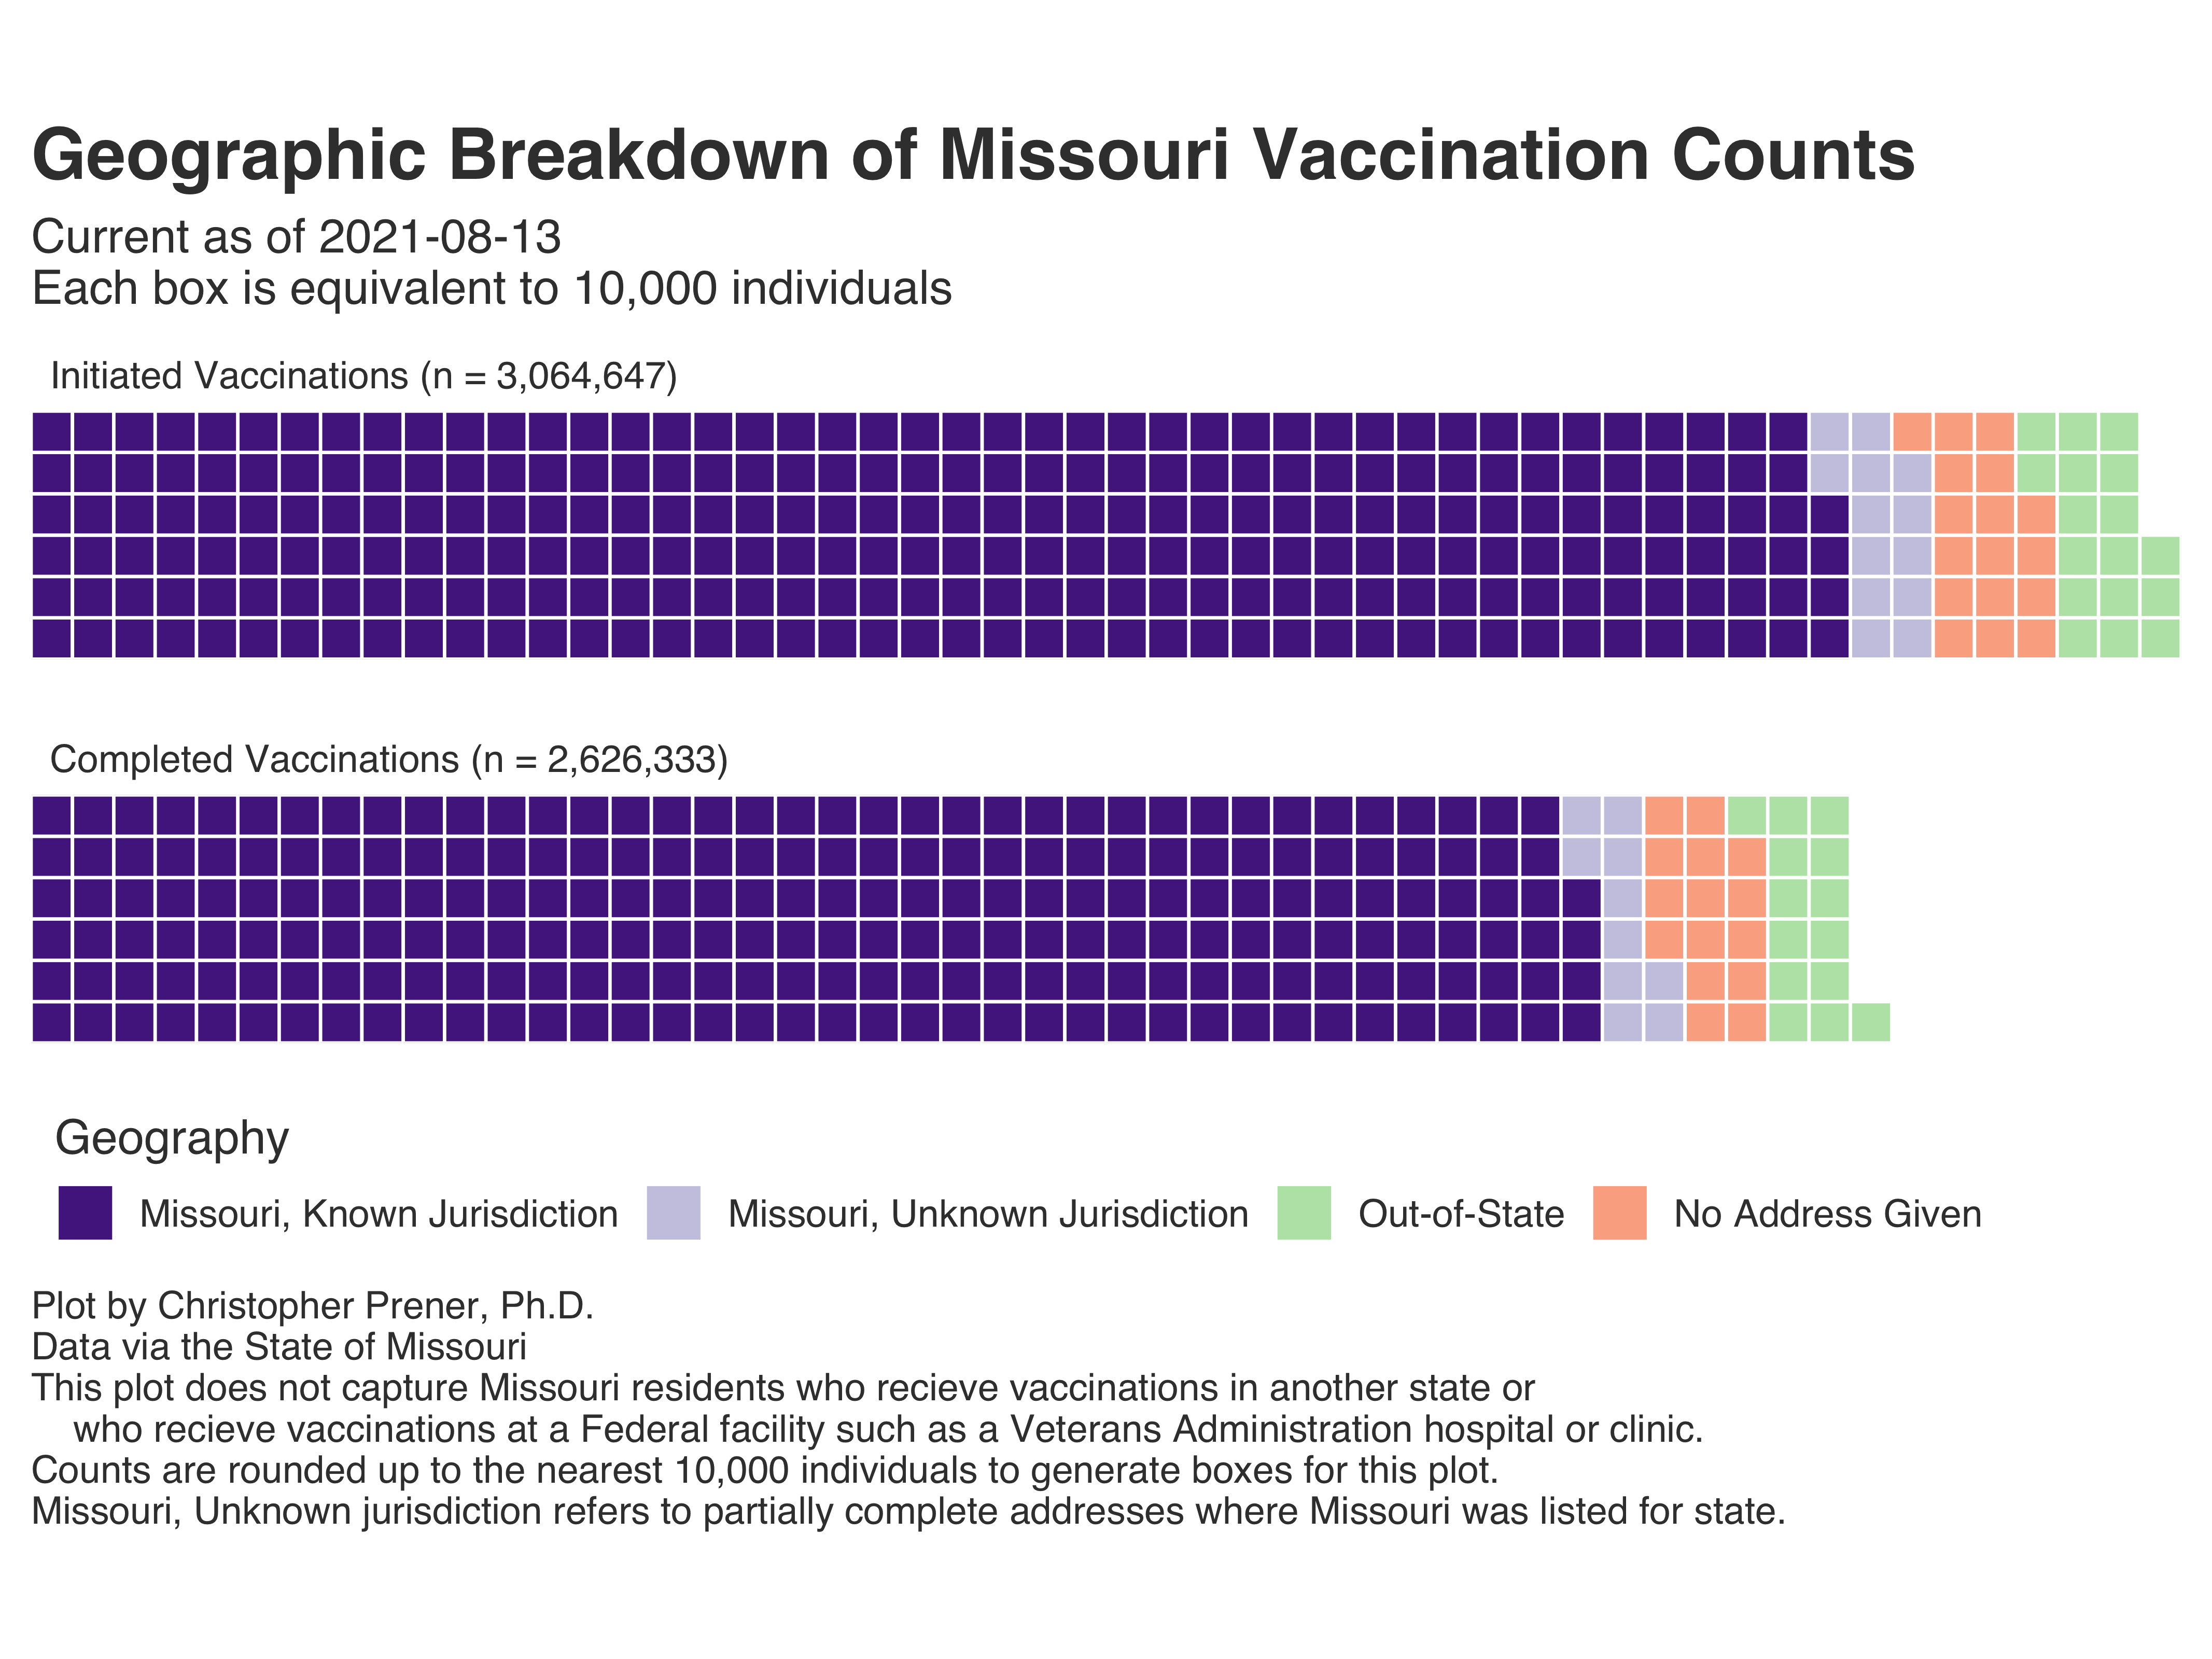 Geographic Breakdown of Missouri Vaccination Counts
Current as of 2021-08-13
Each box is equivalent to 10,000 individuals
Initiated Vaccinations (n = 3,064,647)
Completed Vaccinations (n = 2,626,333)
Geography
Missouri, Known Jurisdiction
Missouri, Unknown Jurisdiction
Out-of-State
No Address Given
Plot by Christopher Prener, Ph.D.
Data via the State of Missouri
This plot does not capture Missouri residents who recieve vaccinations in another state or
who recieve vaccinations at a Federal facility such as a Veterans Administration hospital or clinic.
Counts are rounded up to the nearest 10,000 individuals to generate boxes for this plot.
Missouri, Unknown jurisdiction refers to partially complete addresses where Missouri was listed for state.